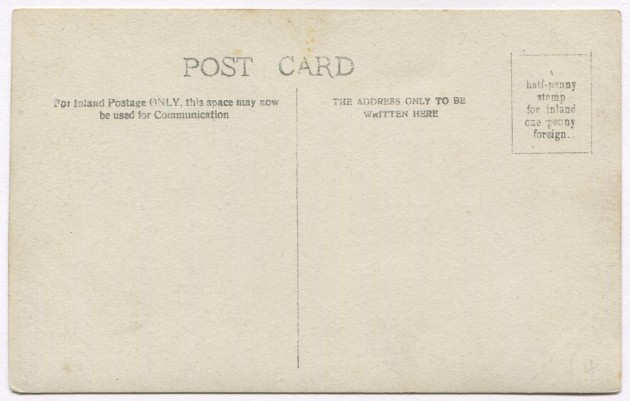 POST CARD
For Inland Postage ONLY, this space may now
be used for Communication
THE ADDRESS ONLY TO BE
WRITTEN HERE
A
half-penny
stamp
for inland
one penny
foreign.